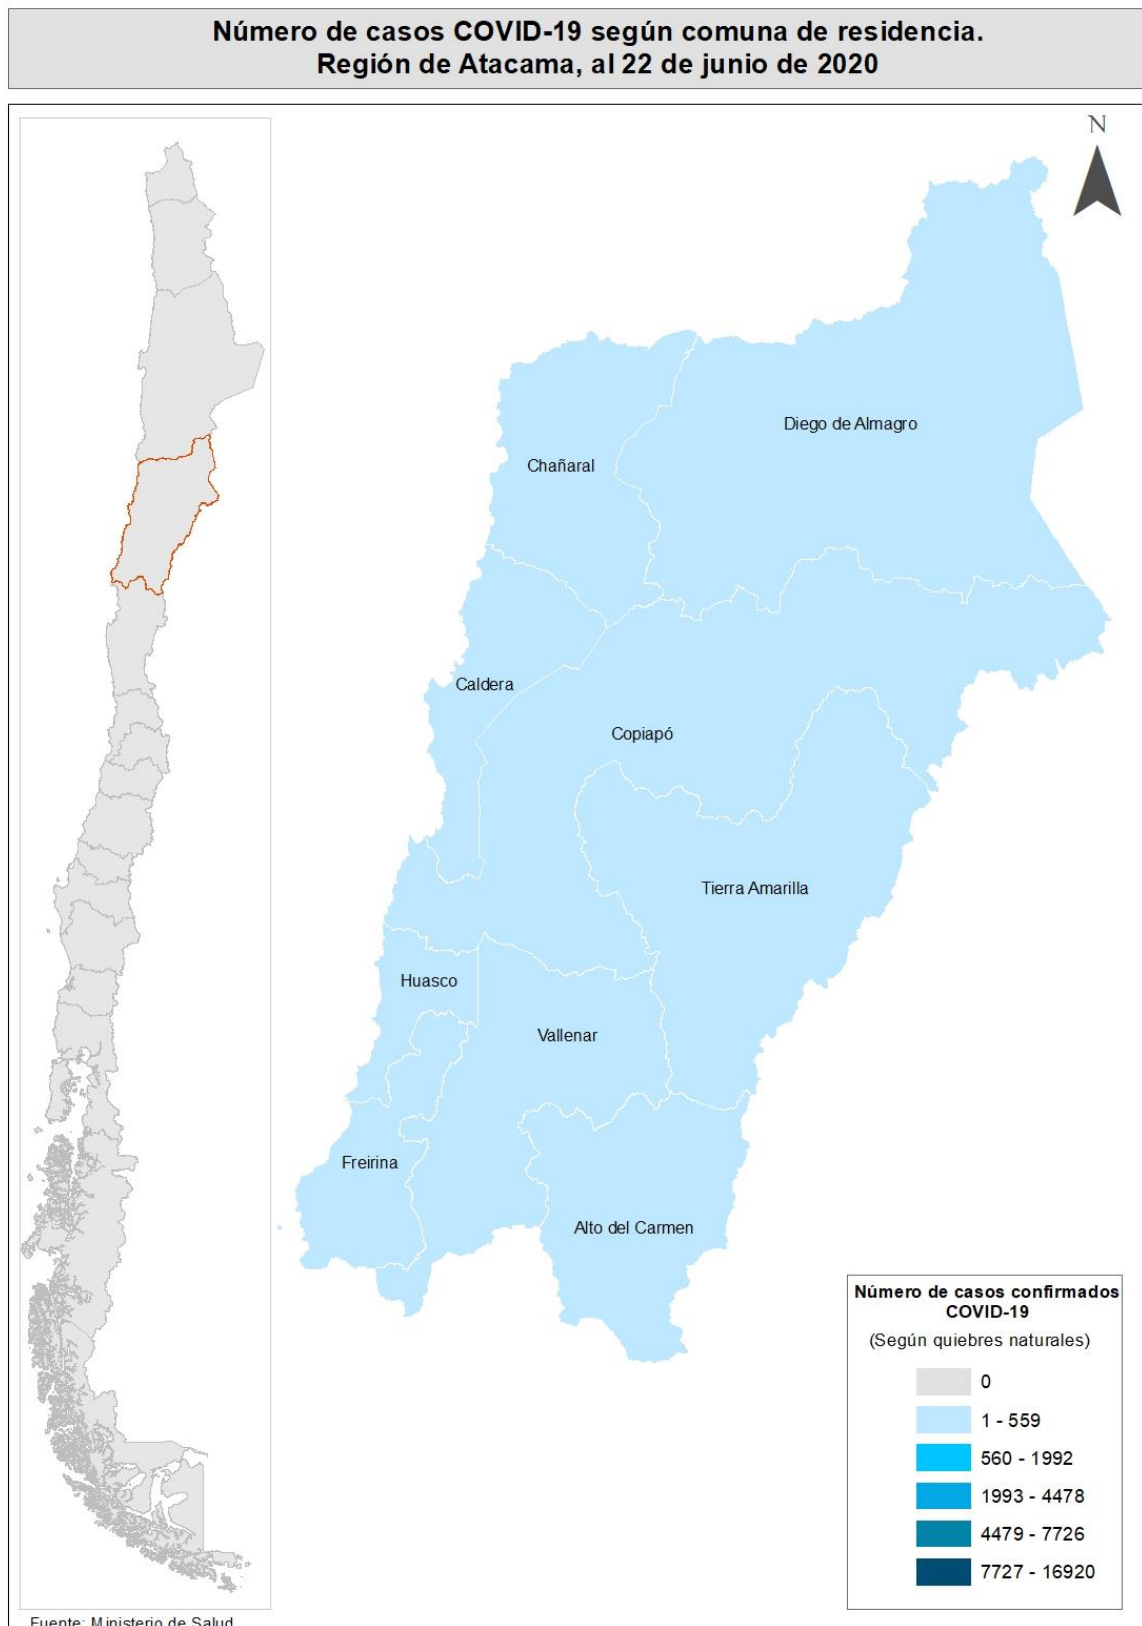 Número de casos COVID-19 según comuna de residencia.
Región de Atacama, al 22 de junio de 2020
N
Diego de Almagro
Chañaral
Caldera
Copiapó
Tierra Amarilla
Huasco
Vallenar
Freirina
Alto del Carmen
Número de casos confirmados
COVID-19
(Según quiebres naturales)
0
1 - 559
560 - 1992
1993 - 4478
4479 - 7726
7727 - 16920
Fuente: Ministerio de Salud